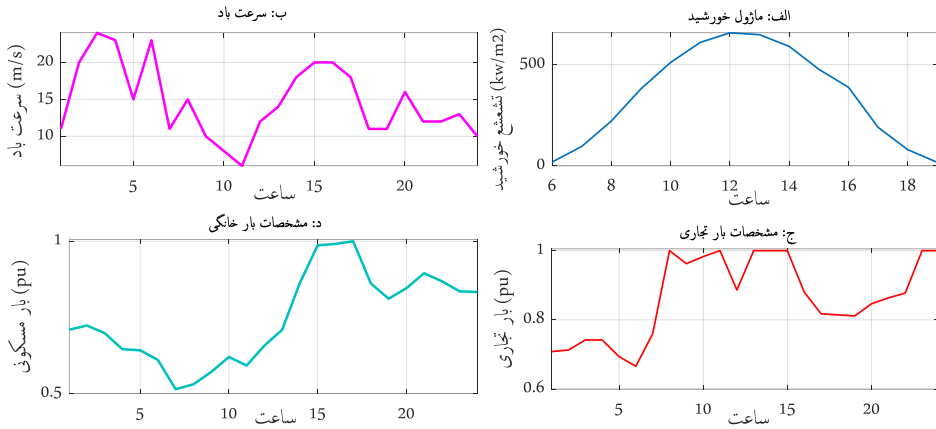 الف: ماژول خورشید
تشعشع خورشید (kw/m2)
500
0
6 8 10 12 14 16 18
ساعت
ب: سرعت باد
سرعت باد (m/s)
20
15
10
5 10 15 20
ساعت
ج: مشخصات بار تجاری
بار تجاری (pu)
1
0.8
0.6
5 10 15 20
ساعت
د: مشخصات بار خانگی
بار مسکونی (pu)
1
0.5
5 10 15 20
ساعت